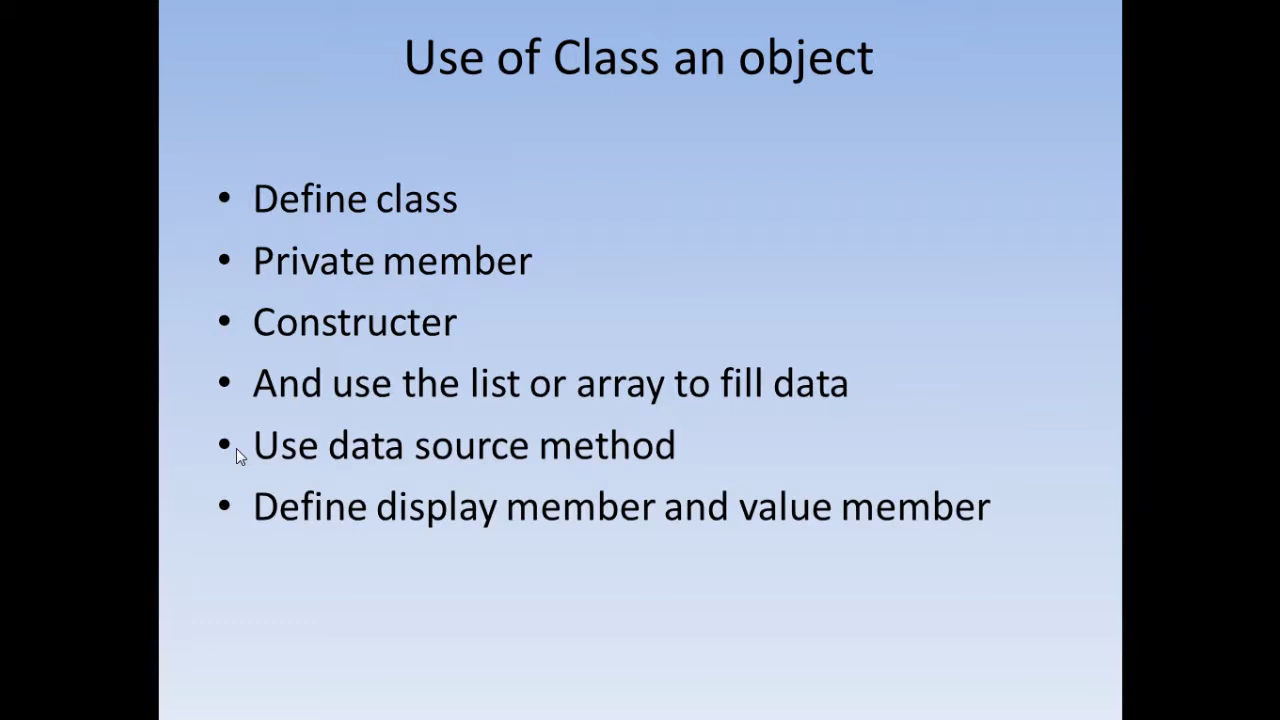 Use of Class an object
• Define class
• Private member
• Constructer
• And use the list or array to fill data
• Use data source method
• Define display member and value member